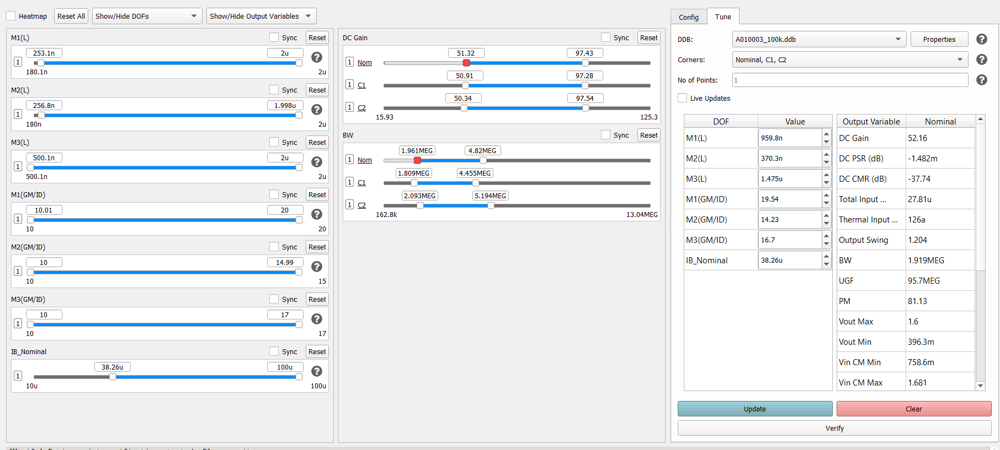 Heatmap Reset All Show/Hide DOFs Show/Hide Output Variables
M1(L) Sync Reset
253.1n 2u
1
180.1n 2u
M2(L) Sync Reset
256.8n 1.998u
1
180n 2u
M3(L) Sync Reset
500.1n 2u
1
500.1n 2u
M1(GM/ID) Sync Reset
10.01 20
1
10 20
M2(GM/ID) Sync Reset
10 14.99
1
10 15
M3(GM/ID) Sync Reset
10 17
1
10 17
IB_Nominal Sync Reset
38.26u 100u
1
10u 100u
DC Gain Sync Reset
51.32 97.43
1 Nom
50.91 97.28
1 C1
50.34 97.54
1 C2
15.93 125.3
BW Sync Reset
1.961MEG 4.82MEG
1 Nom
1.809MEG 4.455MEG
1 C1
2.093MEG 5.194MEG
1 C2
162.8k 13.04MEG
Config Tune
DDB: A010003_100k.ddb Properties ?
Corners: Nominal, C1, C2 ?
No of Points: 1 ?
Live Updates
DOF Value
M1(L) 959.8n
M2(L) 370.3n
M3(L) 1.475u
M1(GM/ID) 19.54
M2(GM/ID) 14.23
M3(GM/ID) 16.7
IB_Nominal 38.26u
Output Variable Nominal
DC Gain 52.16
DC PSR (dB) -1.482m
DC CMR (dB) -37.74
Total Input ... 27.81u
Thermal Input ... 126a
Output Swing 1.204
BW 1.919MEG
UGF 95.7MEG
PM 81.13
Vout Max 1.6
Vout Min 396.3m
Vin CM Min 758.6m
Vin CM Max 1.681
Update Clear
Verify